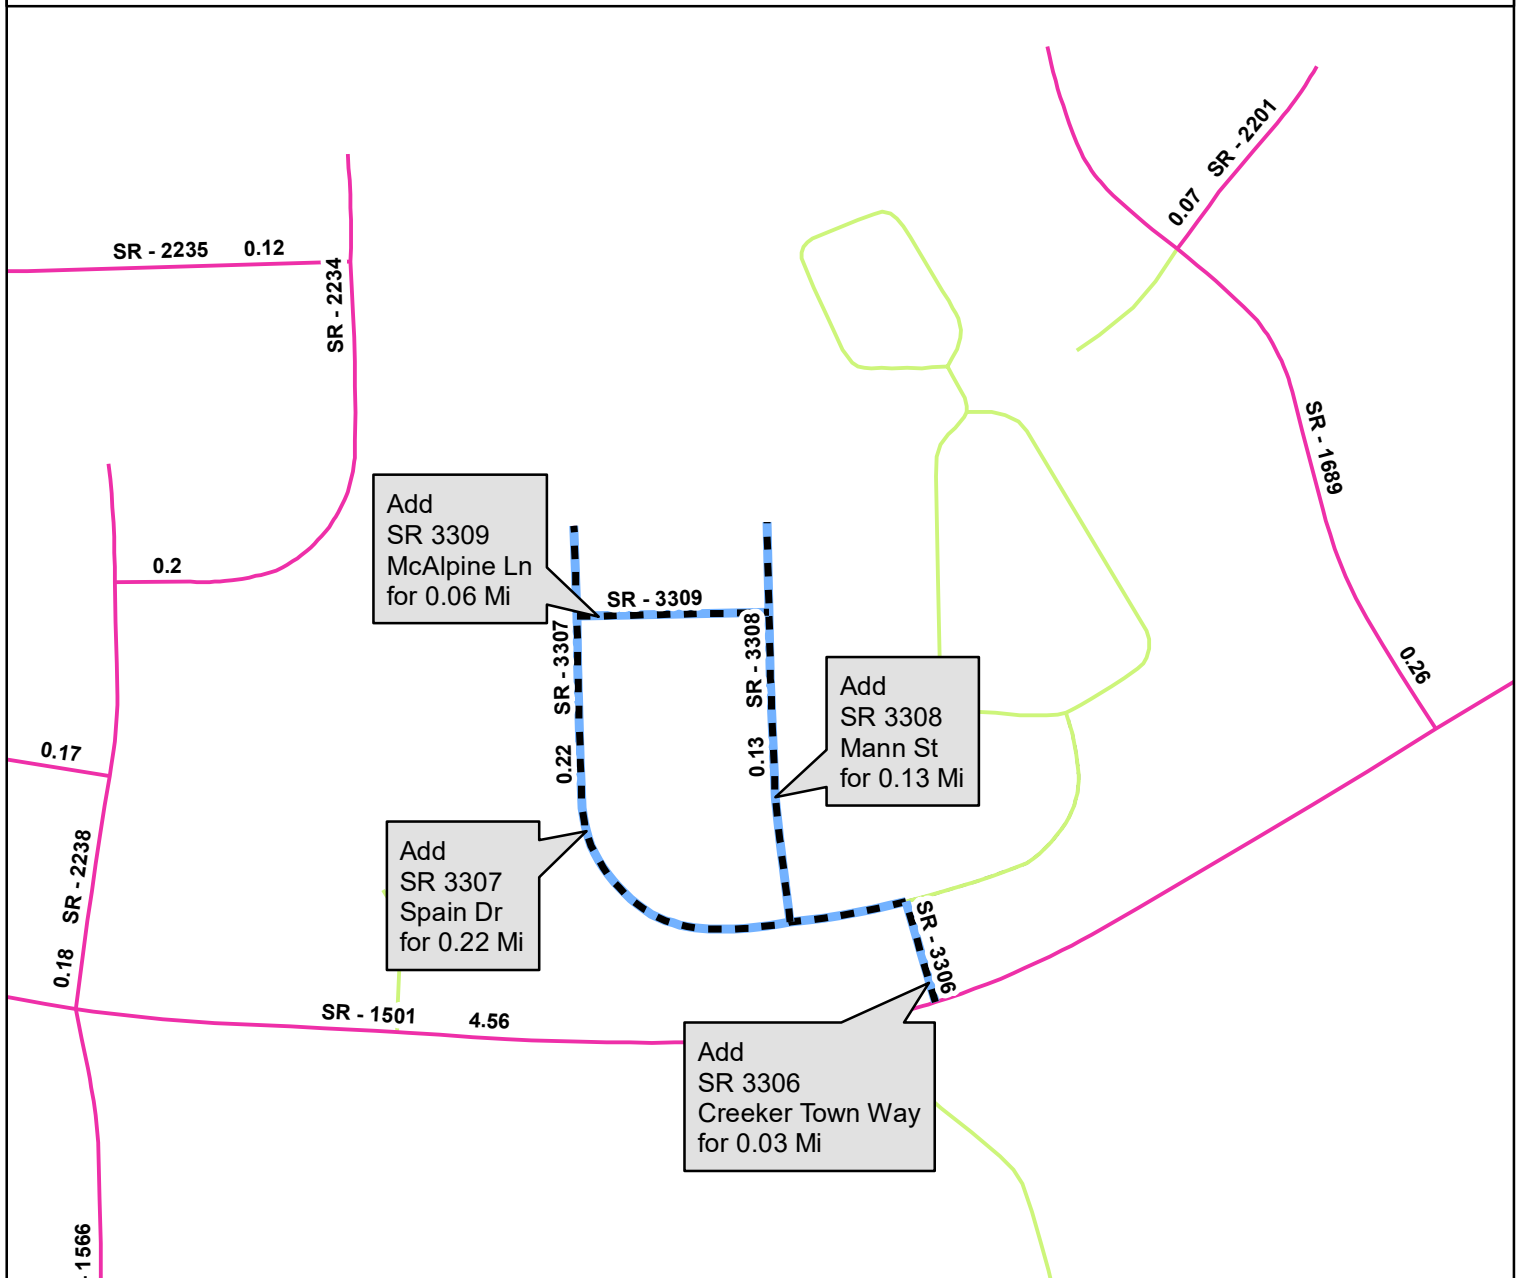 SR - 2201
0.07
SR - 2235
0.12
SR - 2234
SR - 1689
Add
SR 3309
McAlpine Ln
for 0.06 Mi
0.2
SR - 3309
SR - 3307
SR - 3308
0.26
Add
SR 3308
Mann St
for 0.13 Mi
0.17
0.22
0.13
SR - 2238
Add
SR 3307
Spain Dr
for 0.22 Mi
0.18
SR - 3306
SR - 1501
4.56
Add
SR 3306
Creeker Town Way
for 0.03 Mi
- 1566